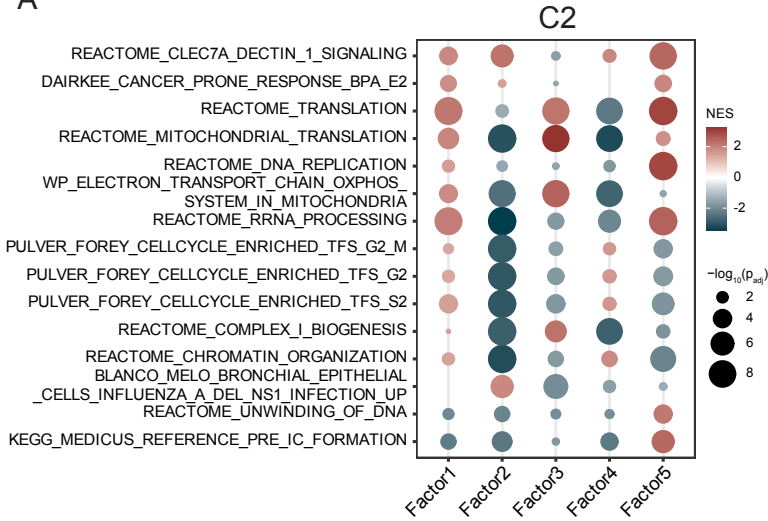 A
C2
REACTOME_CLEC7A_DECTIN_1_SIGNALING
DAIRKEE_CANCER_PRONE_RESPONSE_BPA_E2
REACTOME_TRANSLATION
REACTOME_MITOCHONDRIAL_TRANSLATION
REACTOME_DNA_REPLICATION
WP_ELECTRON_TRANSPORT_CHAIN_OXPHOS_
SYSTEM_IN_MITOCHONDRIA
REACTOME_RRNA_PROCESSING
PULVER_FOREY_CELLCYCLE_ENRICHED_TFS_G2_M
PULVER_FOREY_CELLCYCLE_ENRICHED_TFS_G2
PULVER_FOREY_CELLCYCLE_ENRICHED_TFS_S2
REACTOME_COMPLEX_I_BIOGENESIS
REACTOME_CHROMATIN_ORGANIZATION
BLANCO_MELO_BRONCHIAL_EPITHELIAL
_CELLS_INFLUENZA_A_DEL_NS1_INFECTION_UP
REACTOME_UNWINDING_OF_DNA
KEGG_MEDICUS_REFERENCE_PRE_IC_FORMATION
Factor1
Factor2
Factor3
Factor4
Factor5
NES
2
0
-2
−log10(padj)
2
4
6
8